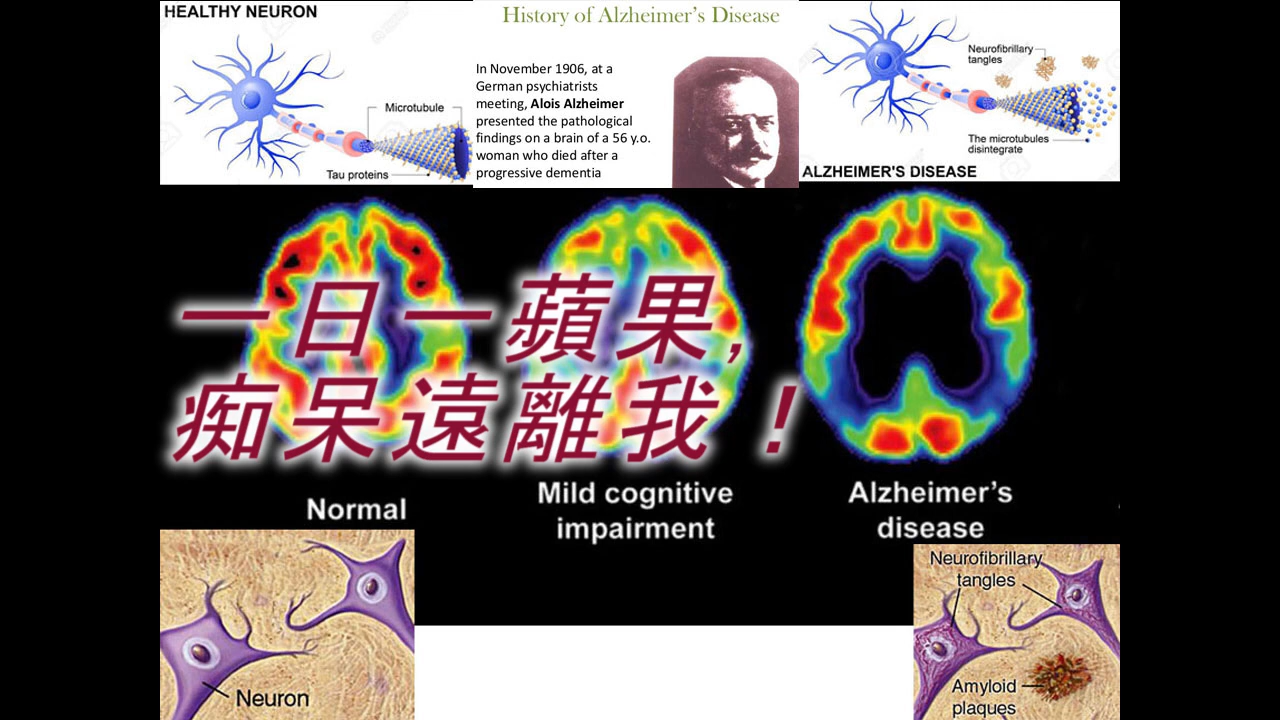 HEALTHY NEURON
Microtubule
Tau proteins
History of Alzheimer’s Disease
In November 1906, at a
German psychiatrists
meeting, Alois Alzheimer
presented the pathological
findings on a brain of a 56 y.o.
woman who died after a
progressive dementia
Neurofibrillary
tangles
The microtubules
disintegrate
ALZHEIMER'S DISEASE
一日一蘋果,
痴呆遠離我！
Normal
Mild cognitive
impairment
Alzheimer’s
disease
Neuron
Neurofibrillary
tangles
Amyloid
plaques